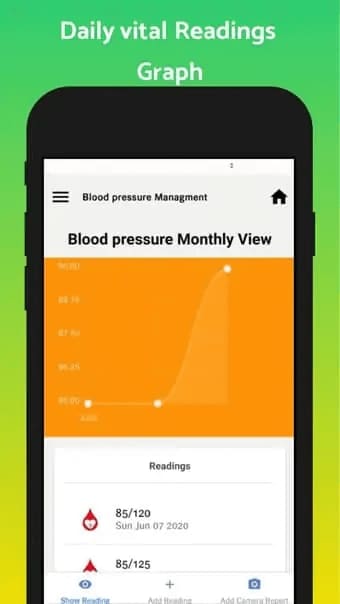 Daily vital Readings
Graph
Blood pressure Managment
Blood pressure Monthly View
90.00
88.75
87.50
86.25
85.00
Readings
85/120
Sun Jun 07 2020
85/125
Show Reading
Add Reading
Add Camera Report